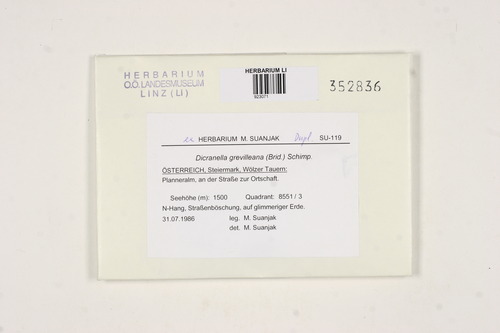 HERBARIUM
O.Ö. LANDESMUSEUM
LINZ (LI)
HERBARIUM LI
923071
352836
ex HERBARIUM M. SUANJAK Dupl. SU-119
Dicranella grevilleana (Brid.) Schimp.
ÖSTERREICH, Steiermark, Wölzer Tauern:
Planneralm, an der Straße zur Ortschaft.
Seehöhe (m): 1500 Quadrant: 8551 / 3
N-Hang, Straßenböschung, auf glimmeriger Erde.
31.07.1986 leg. M. Suanjak
det. M. Suanjak